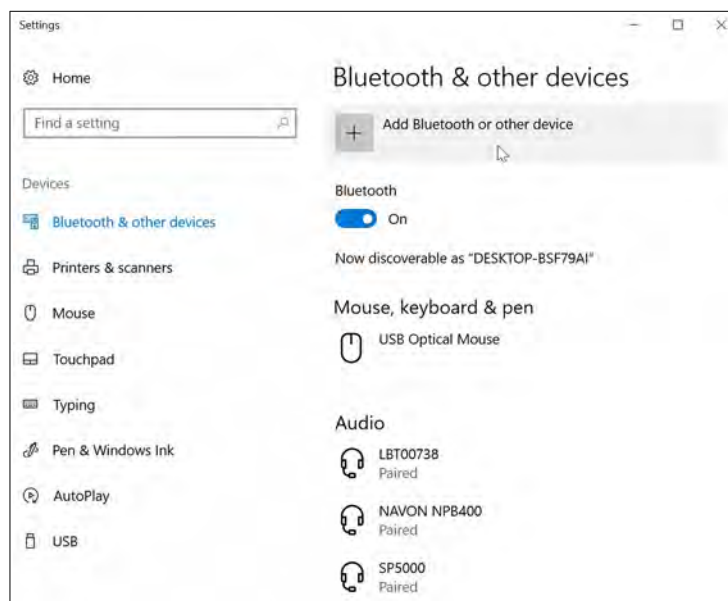 Settings
Home
Find a setting
Devices
Bluetooth & other devices
Printers & scanners
Mouse
Touchpad
Typing
Pen & Windows Ink
AutoPlay
USB
Bluetooth & other devices
Add Bluetooth or other device
Bluetooth
On
Now discoverable as "DESKTOP-BSF79AI"
Mouse, keyboard & pen
USB Optical Mouse
Audio
LBT00738
Paired
NAVON NPB400
Paired
SP5000
Paired